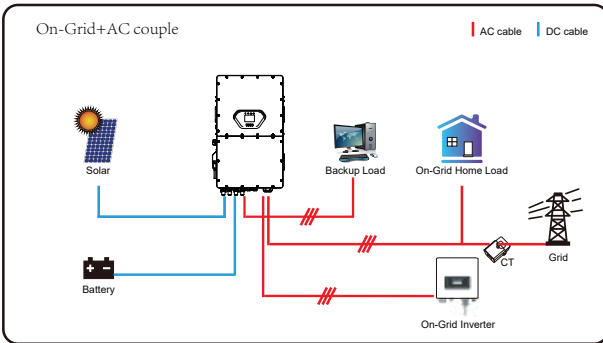 On-Grid+AC couple
AC cable
DC cable
Solar
Backup Load
On-Grid Home Load
CT
Grid
Battery
On-Grid Inverter